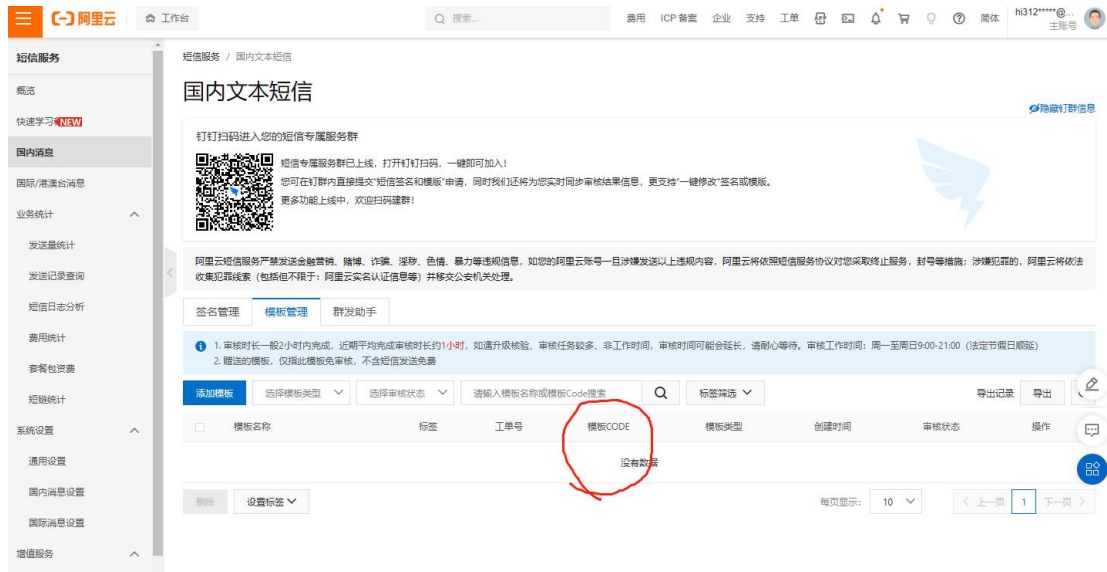 阿里云
工作台
搜索...
费用 ICP 备案 企业 支持 工单
简体
hi312*****@...
主账号
短信服务
概览
快速学习
NEW
国内消息
国际/港澳台消息
业务统计
发送量统计
发送记录查询
短信日志分析
费用统计
套餐包资费
短链统计
系统设置
通用设置
国内消息设置
国际消息设置
增值服务
短信服务 / 国内文本短信
国内文本短信
隐藏钉群信息
钉钉扫码进入您的短信专属服务群
短信专属服务群已上线，打开钉钉扫码，一键即可加入！
您可在钉群内直接提交“短信签名和模版”申请，同时我们还将为您实时同步审核结果信息，更支持“一键修改”签名或模版。
更多功能上线中，欢迎扫码建群！
阿里云短信服务严禁发送金融营销、赌博、诈骗、淫秽、色情、暴力等违规信息，如您的阿里云账号一旦涉嫌发送以上违规内容，阿里云将依照短信服务协议对您采取终止服务，封号等措施；涉嫌犯罪的，阿里云将依法
收集犯罪线索（包括但不限于：阿里云实名认证信息等）并移交公安机关处理。
签名管理 模板管理 群发助手
1. 审核时长一般2小时内完成，近期平均完成审核时长约1小时，如遇升级核验、审核任务较多、非工作时间，审核时间可能会延长，请耐心等待。审核工作时间：周一至周日9:00-21:00（法定节假日顺延）
2. 赠送的模板，仅指此模板免审核，不含短信发送免费
添加模板 选择模板类型 选择审核状态 请输入模板名称或模板Code搜索 标签筛选 导出记录 导出
模板名称 标签 工单号 模板CODE 模板类型 创建时间 审核状态 操作
没有数据
删除 设置标签 每页显示： 10 上一页 1 下一页